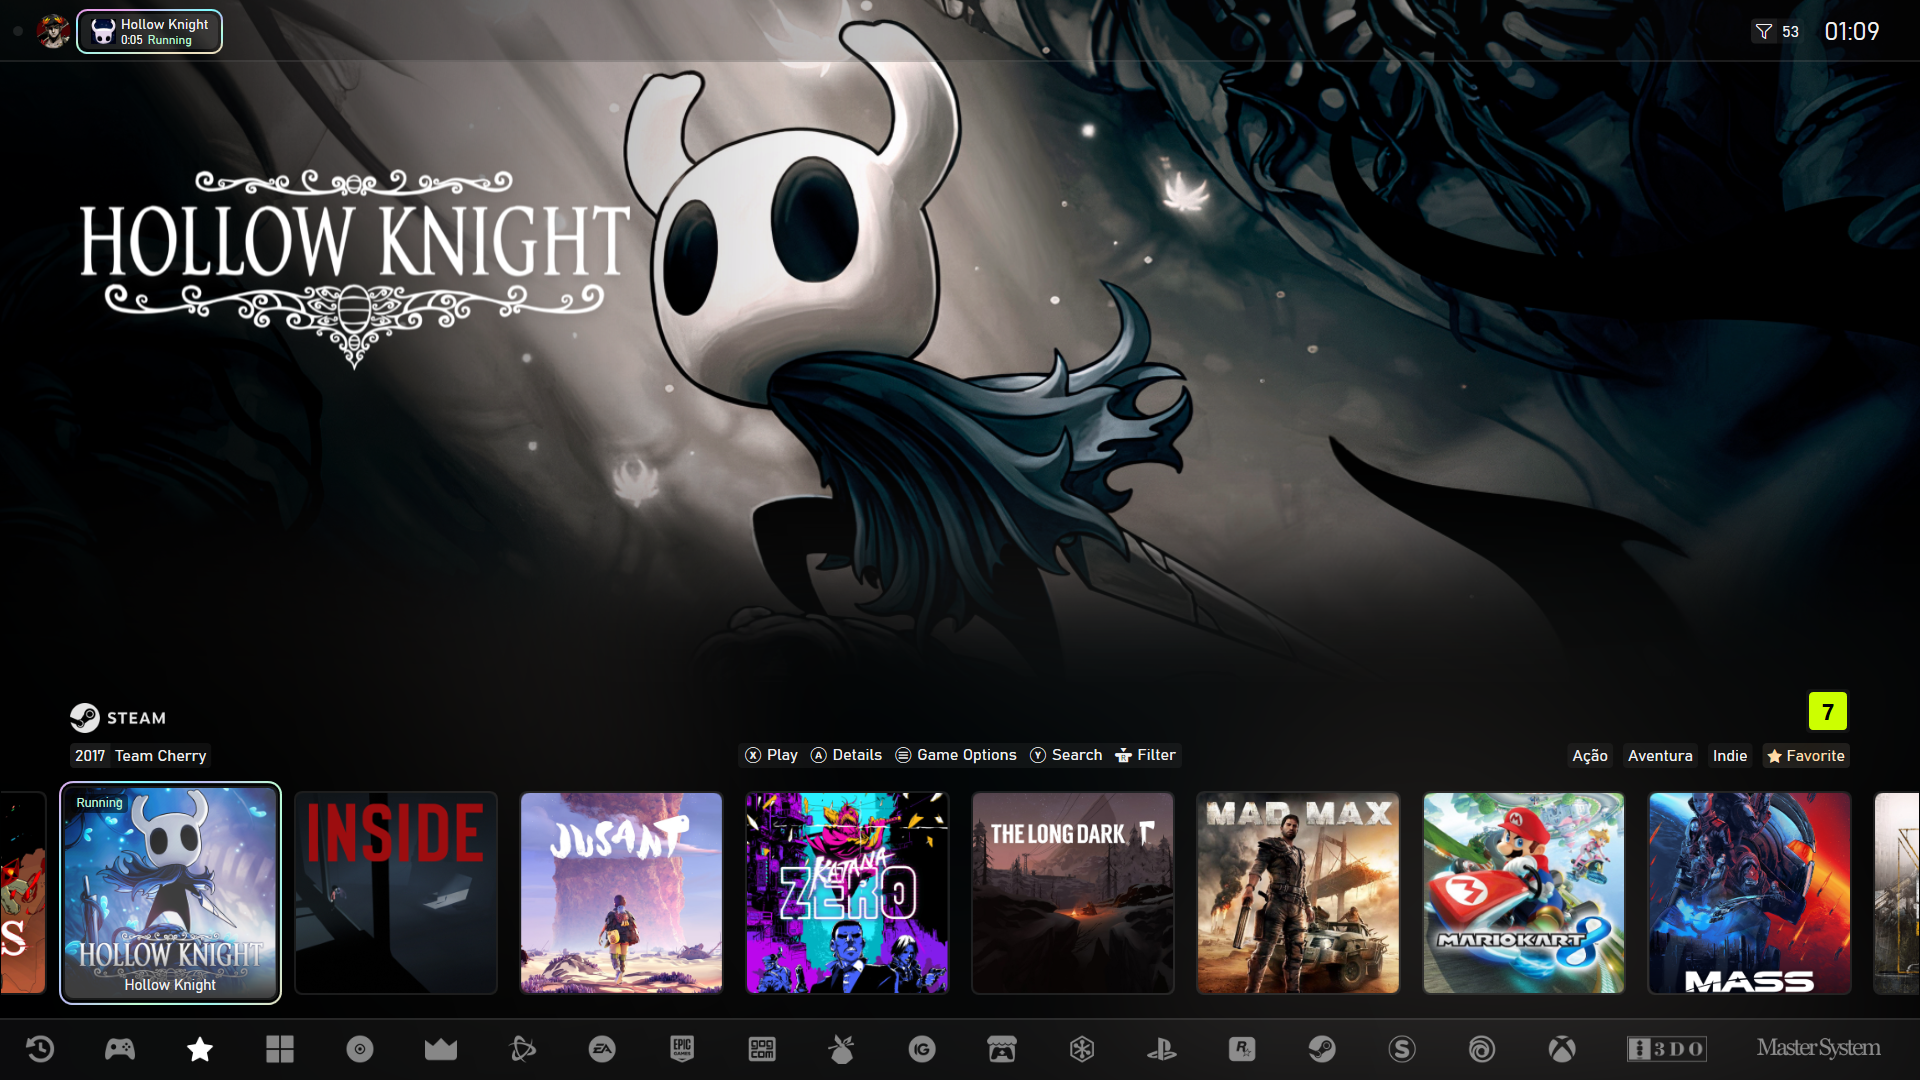 Hollow Knight
0:05 Running
53
01:09
HOLLOW KNIGHT
STEAM
7
2017 Team Cherry
X Play A Details Game Options Y Search Filter
Ação Aventura Indie Favorite
Running
HOLLOW KNIGHT
Hollow Knight
INSIDE
JUSANT
KATANA
ZERO
THE LONG DARK
MAD MAX
MARIOKART 8
MASS
S
EA
EPIC
GAMES
GOG
COM
IG
R
S
3DO
Master System